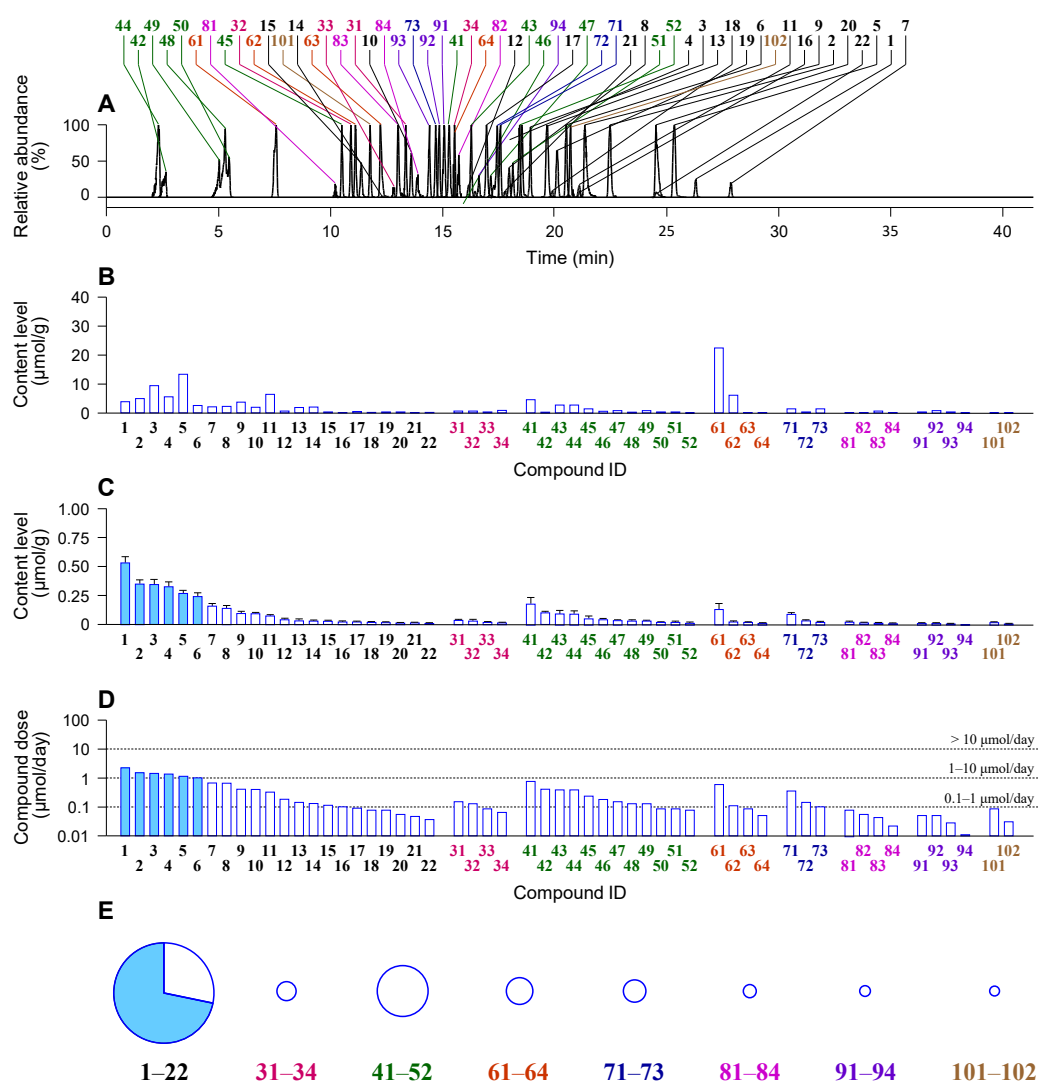 44 49 50 81 32 15 14 33 31 84 73 91 34 82 43 94 47 71 8 52 3 18 6 11 9 20 5 7
42 48 61 45 62 101 63 83 10 93 92 41 64 12 46 17 72 21 51 4 13 19 102 16 2 22 1
A
Relative abundance
(%)
100
50
0
0 5 10 15 20 25 30 35 40
Time (min)
B
Content level
(μmol/g)
40
30
20
10
0
1 3 5 7 9 11 13 15 17 19 21 31 33 41 43 45 47 49 51 61 63 71 73 82 84 92 94 102
2 4 6 8 10 12 14 16 18 20 22 32 34 42 44 46 48 50 52 62 64 72 81 83 91 93 101
Compound ID
C
Content level
(μmol/g)
1.00
0.75
0.50
0.25
0
1 3 5 7 9 11 13 15 17 19 21 31 33 41 43 45 47 49 51 61 63 71 73 82 84 92 94 102
2 4 6 8 10 12 14 16 18 20 22 32 34 42 44 46 48 50 52 62 64 72 81 83 91 93 101
D
Compound dose
(μmol/day)
100
10
1
0.1
0.01
> 10 μmol/day
1–10 μmol/day
0.1–1 μmol/day
1 3 5 7 9 11 13 15 17 19 21 31 33 41 43 45 47 49 51 61 63 71 73 82 84 92 94 102
2 4 6 8 10 12 14 16 18 20 22 32 34 42 44 46 48 50 52 62 64 72 81 83 91 93 101
Compound ID
E
1–22 31–34 41–52 61–64 71–73 81–84 91–94 101–102